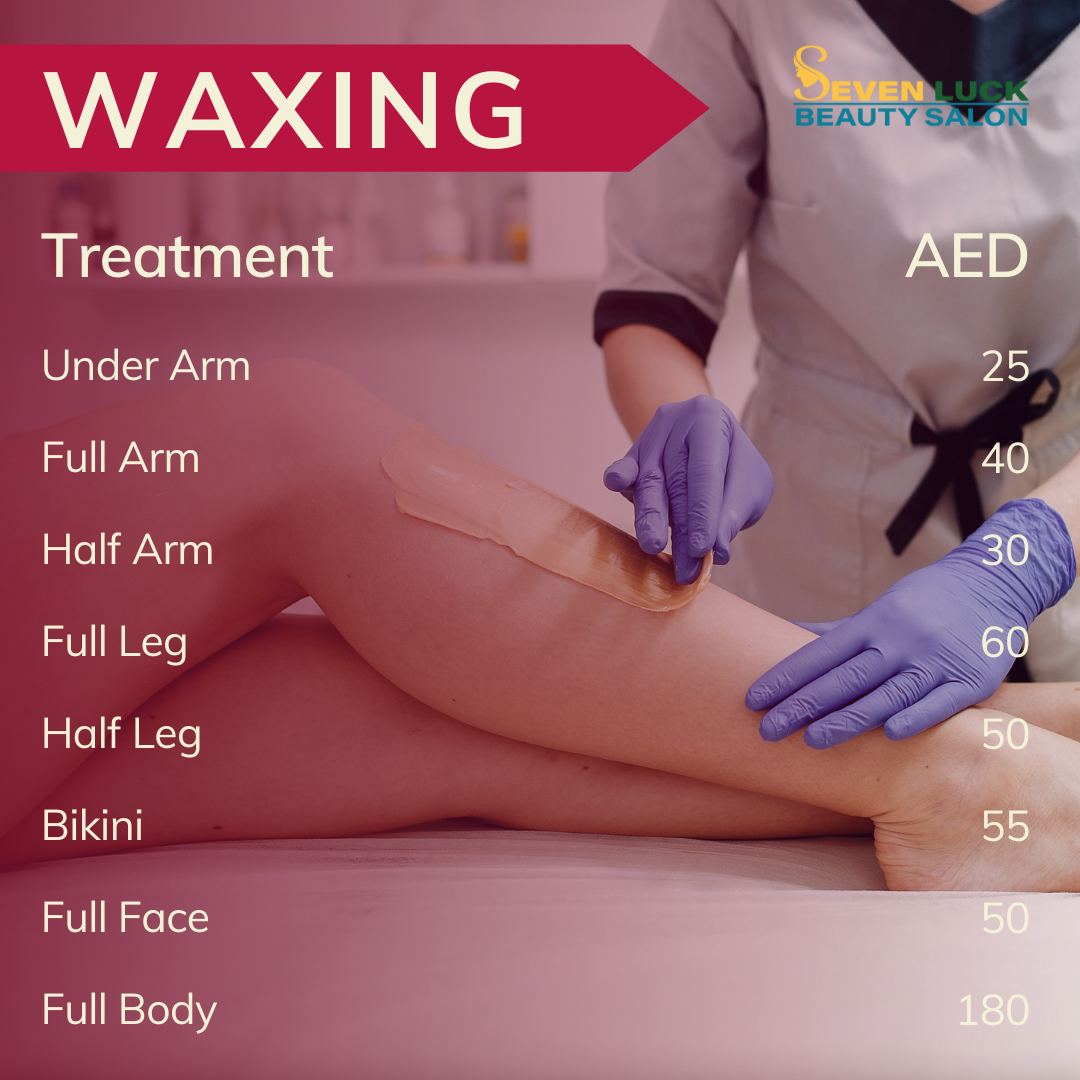 WAXING
SEVEN LUCK
BEAUTY SALON
Treatment AED
Under Arm 25
Full Arm 40
Half Arm 30
Full Leg 60
Half Leg 50
Bikini 55
Full Face 50
Full Body 180